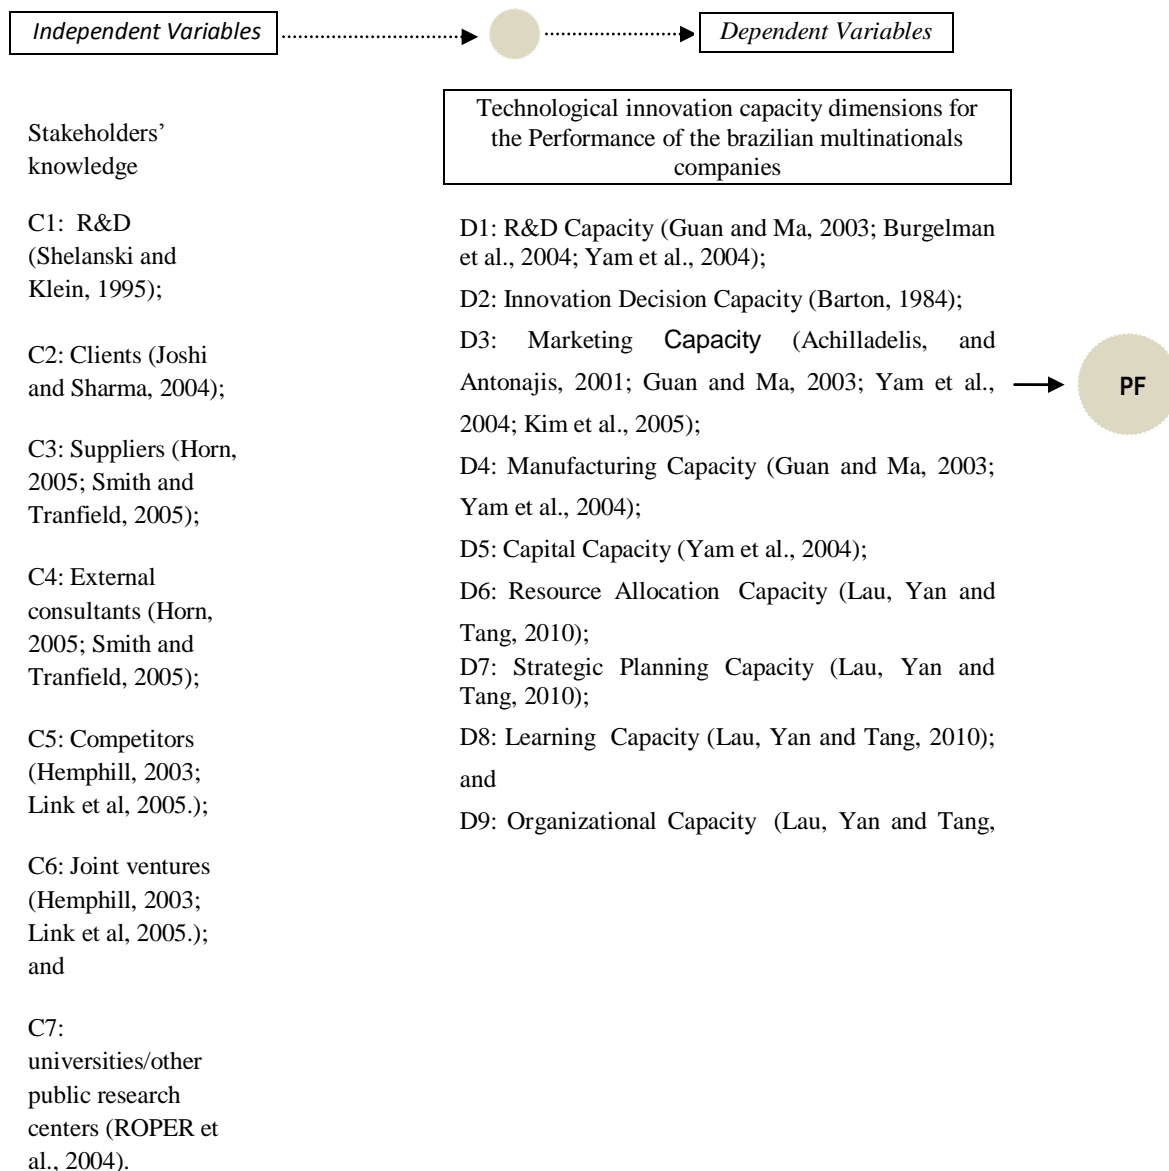 Independent Variables
Dependent Variables
Stakeholders’
knowledge
C1: R&D
(Shelanski and
Klein, 1995);
C2: Clients (Joshi
and Sharma, 2004);
C3: Suppliers (Horn,
2005; Smith and
Tranfield, 2005);
C4: External
consultants (Horn,
2005; Smith and
Tranfield, 2005);
C5: Competitors
(Hemphill, 2003;
Link et al, 2005.);
C6: Joint ventures
(Hemphill, 2003;
Link et al, 2005.);
and
C7:
universities/other
public research
centers (ROPER et
al., 2004).
Technological innovation capacity dimensions for
the Performance of the brazilian multinationals
companies
D1: R&D Capacity (Guan and Ma, 2003; Burgelman
et al., 2004; Yam et al., 2004);
D2: Innovation Decision Capacity (Barton, 1984);
D3: Marketing Capacity (Achilladelis, and
Antonajis, 2001; Guan and Ma, 2003; Yam et al.,
2004; Kim et al., 2005);
D4: Manufacturing Capacity (Guan and Ma, 2003;
Yam et al., 2004);
D5: Capital Capacity (Yam et al., 2004);
D6: Resource Allocation Capacity (Lau, Yan and
Tang, 2010);
D7: Strategic Planning Capacity (Lau, Yan and
Tang, 2010);
D8: Learning Capacity (Lau, Yan and Tang, 2010);
and
D9: Organizational Capacity (Lau, Yan and Tang,
PF